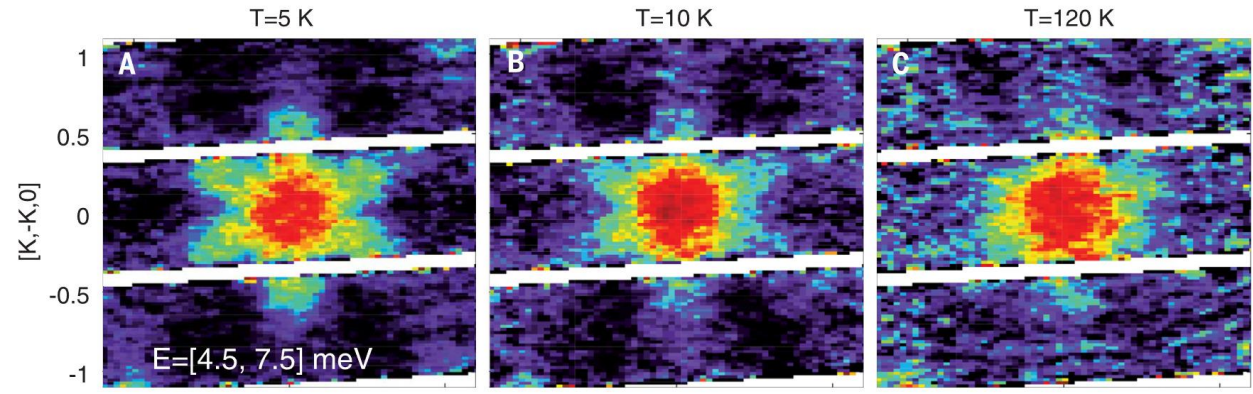 T=5 K T=10 K T=120 K
A B C
1
0.5
0
-0.5
-1
[K,-K,0]
E=[4.5, 7.5] meV